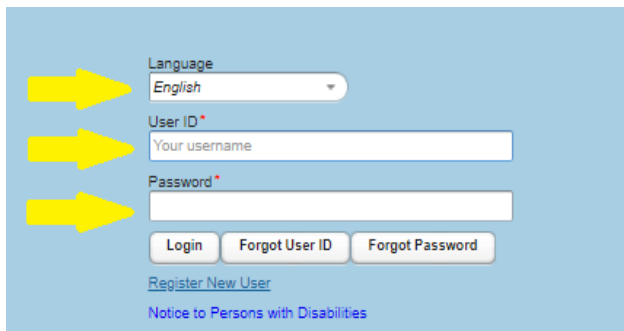 Language
English
User ID*
Your username
Password*
Login Forgot User ID Forgot Password
Register New User
Notice to Persons with Disabilities